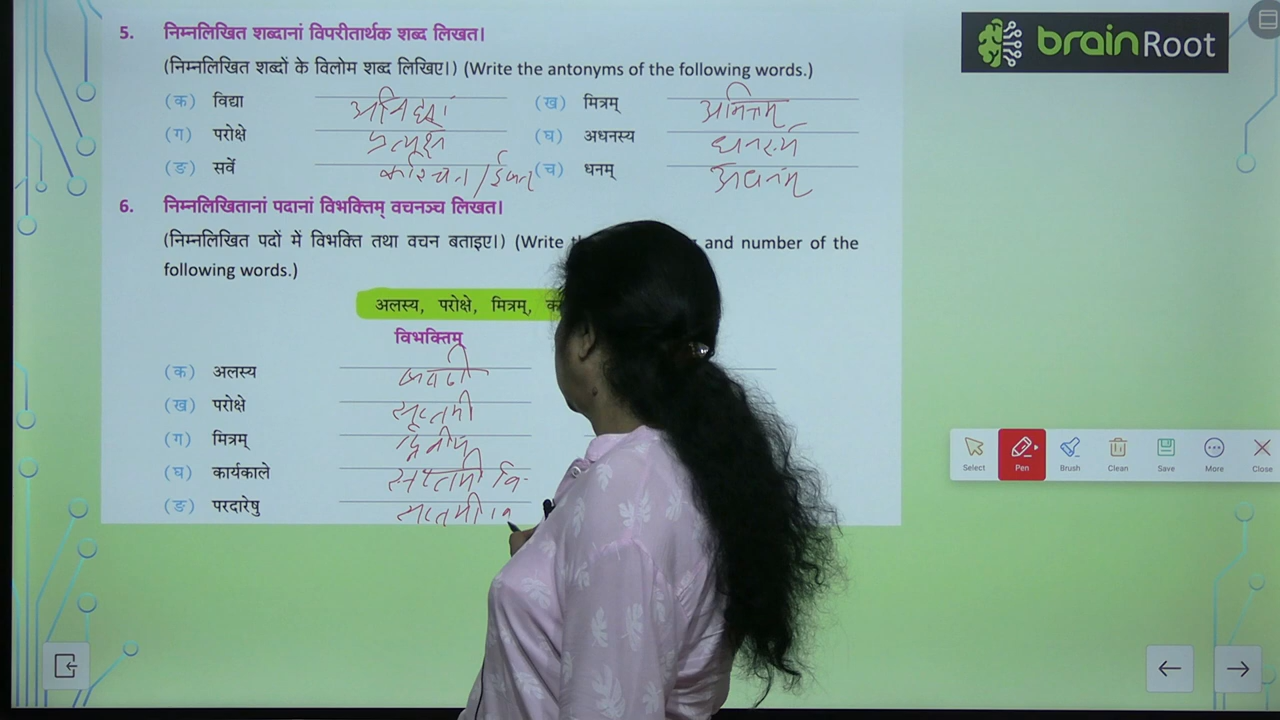 brainRoot
5. निम्नलिखित शब्दानां विपरीतार्थक शब्द लिखत।
(निम्नलिखित शब्दों के विलोम शब्द लिखिए।) (Write the antonyms of the following words.)
(क) विद्या (ख) मित्रम् अमित्रम्
(ग) परोक्षे (घ) अधनस्य धनस्य
(ङ) सर्वे (च) धनम् अधनम्
6. निम्नलिखितानां पदानां विभक्तिम् वचनञ्च लिखत।
(निम्नलिखित पदों में विभक्ति तथा वचन बताइए।) (Write and number of the
following words.)
अलस्य, परोक्षे, मित्रम्,
विभक्तिम्
(क) अलस्य
(ख) परोक्षे सप्तमी
(ग) मित्रम्
(घ) कार्यकाले सप्तमी वि-
(ङ) परदारेषु सप्तमी
Select Pen Brush Clean Save More Close